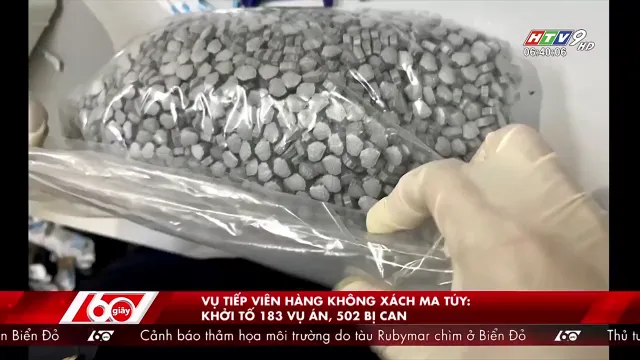 HTV9 HD
06:40:06
60 giây
VỤ TIẾP VIÊN HÀNG KHÔNG XÁCH MA TÚY:
KHỞI TỐ 183 VỤ ÁN, 502 BỊ CAN
n Biển Đỏ 60 Cảnh báo thảm họa môi trường do tàu Rubymar chìm ở Biển Đỏ 60 Thủ tư